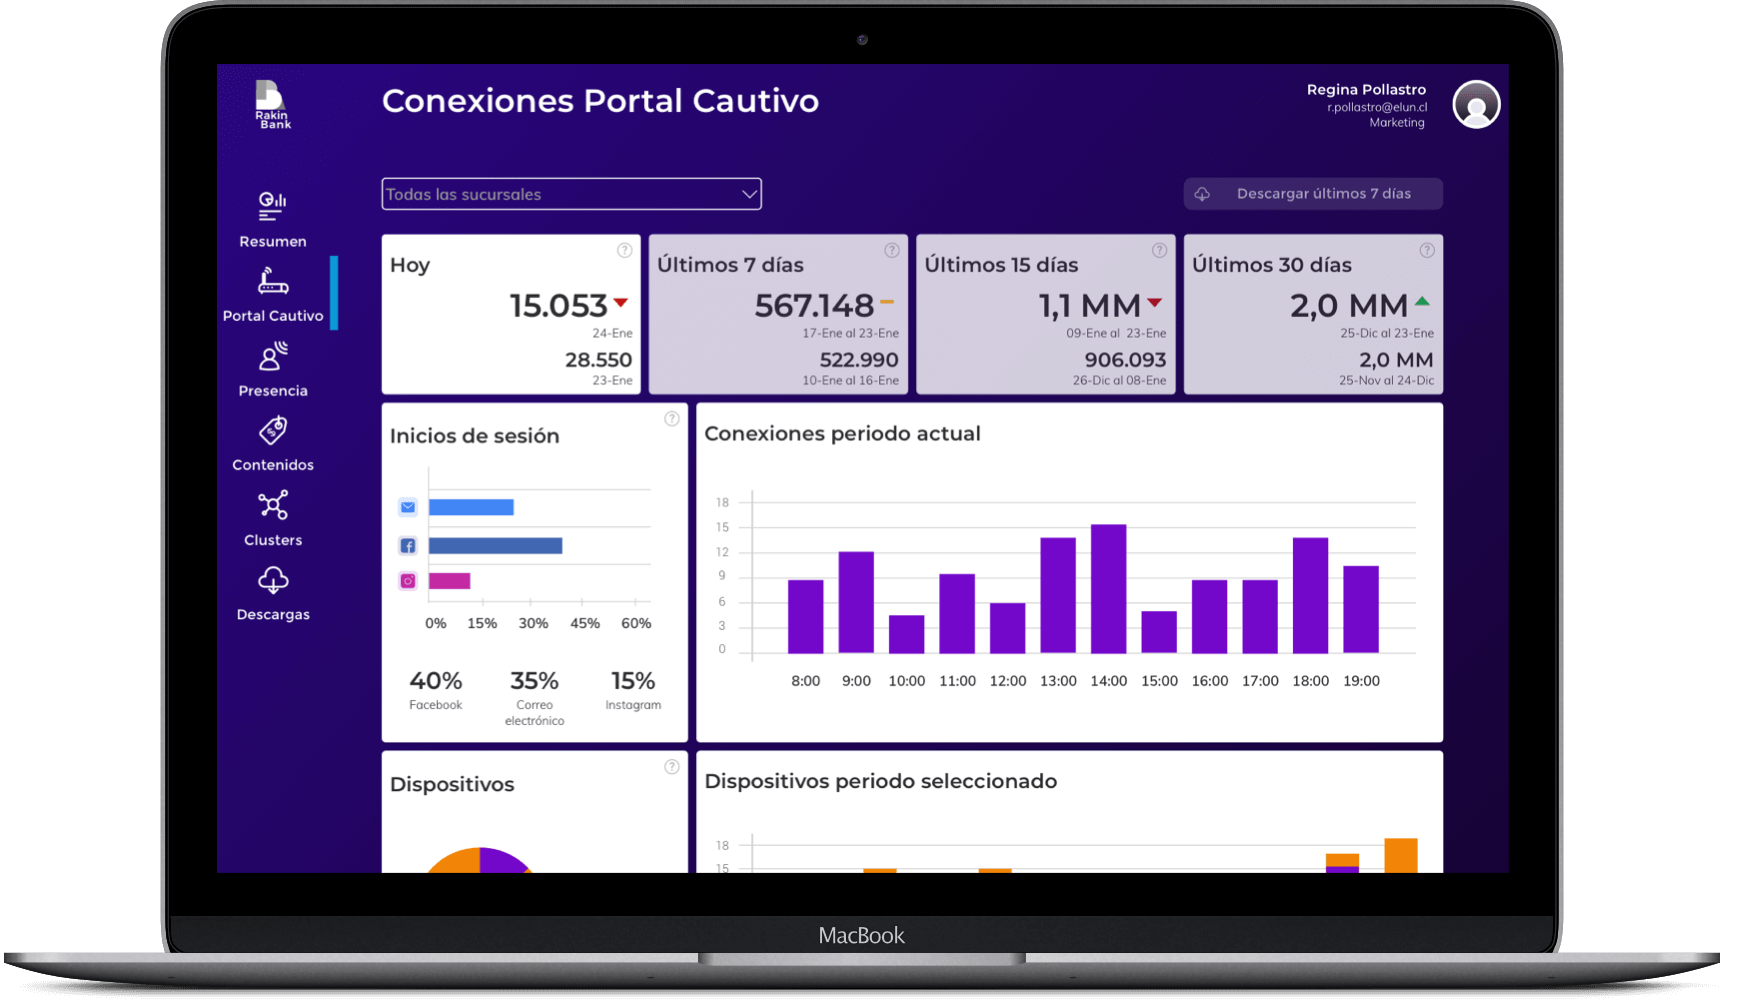 Rakin
Bank
Conexiones Portal Cautivo
Regina Pollastro
r.pollastro@elun.cl
Marketing
Todas las sucursales
Descargar últimos 7 días
Resumen
Portal Cautivo
Presencia
Contenidos
Clusters
Descargas
Hoy
15.053
24-Ene
28.550
23-Ene
Últimos 7 días
567.148
17-Ene al 23-Ene
522.990
10-Ene al 16-Ene
Últimos 15 días
1,1 MM
09-Ene al 23-Ene
906.093
26-Dic al 08-Ene
Últimos 30 días
2,0 MM
25-Dic al 23-Ene
2,0 MM
25-Nov al 24-Dic
Inicios de sesión
0% 15% 30% 45% 60%
40% 35% 15%
Facebook Correo electrónico Instagram
Conexiones periodo actual
18
15
12
9
6
3
0
8:00 9:00 10:00 11:00 12:00 13:00 14:00 15:00 16:00 17:00 18:00 19:00
Dispositivos
Dispositivos periodo seleccionado
18
15
MacBook